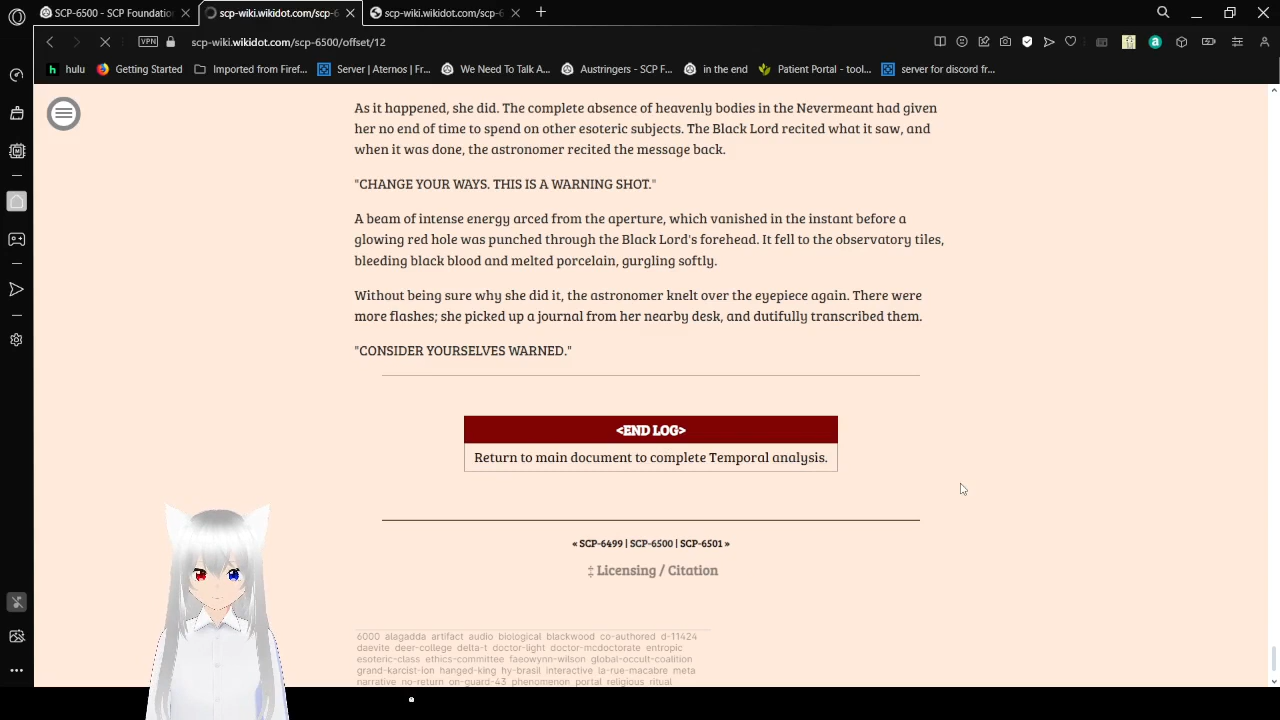 SCP-6500 - SCP Foundatio
scp-wiki.wikidot.com/scp-6
scp-wiki.wikidot.com/scp-6
VPN scp-wiki.wikidot.com/scp-6500/offset/12
hulu Getting Started Imported from Firef... Server | Aternos | Fr... We Need To Talk A... Austringers - SCP F... in the end Patient Portal - tool... server for discord fr...
As it happened, she did. The complete absence of heavenly bodies in the Nevermeant had given
her no end of time to spend on other esoteric subjects. The Black Lord recited what it saw, and
when it was done, the astronomer recited the message back.
"CHANGE YOUR WAYS. THIS IS A WARNING SHOT."
A beam of intense energy arced from the aperture, which vanished in the instant before a
glowing red hole was punched through the Black Lord's forehead. It fell to the observatory tiles,
bleeding black blood and melted porcelain, gurgling softly.
Without being sure why she did it, the astronomer knelt over the eyepiece again. There were
more flashes; she picked up a journal from her nearby desk, and dutifully transcribed them.
"CONSIDER YOURSELVES WARNED."
<END LOG>
Return to main document to complete Temporal analysis.
« SCP-6499 | SCP-6500 | SCP-6501 »
‡ Licensing / Citation
6000 alagadda artifact audio biological blackwood co-authored d-11424
daevite deer-college delta-t doctor-light doctor-mcdoctorate entropic
esoteric-class ethics-committee faeowynn-wilson global-occult-coalition
grand-karcist-ion hanged-king hy-brasil interactive la-rue-macabre meta
narrative no-return on-guard-43 phenomenon portal religious ritual